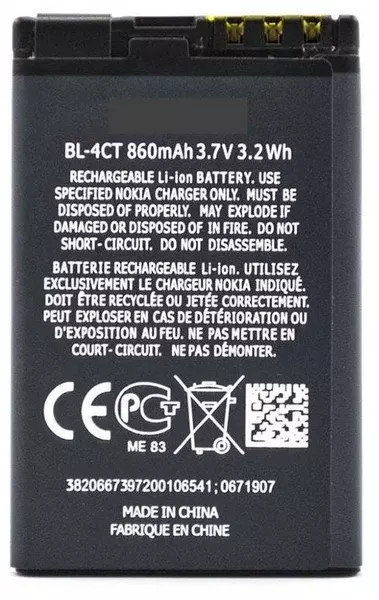 BL-4CT 860mAh 3.7V 3.2Wh
RECHARGEABLE Li-ion BATTERY. USE
SPECIFIED NOKIA CHARGER ONLY. MUST BE
DISPOSED OF PROPERLY. MAY EXPLODE IF
DAMAGED OR DISPOSED OF IN FIRE. DO NOT
SHORT-CIRCUIT. DO NOT DISASSEMBLE.
BATTERIE RECHARGEABLE Li-ion. UTILISEZ
EXCLUSIVEMENT LE CHARGEUR NOKIA INDIQUÉ.
DOIT ÊTRE RECYCLÉE OU JETÉE CORRECTEMENT.
PEUT EXPLOSER EN CAS DE DÉTÉRIORATION OU
D'EXPOSITION AU FEU. NE PAS METTRE EN
COURT-CIRCUIT. NE PAS DÉMONTER.
CE PCT
ME 83
3820667397200106541;0671907
MADE IN CHINA
FABRIQUE EN CHINE